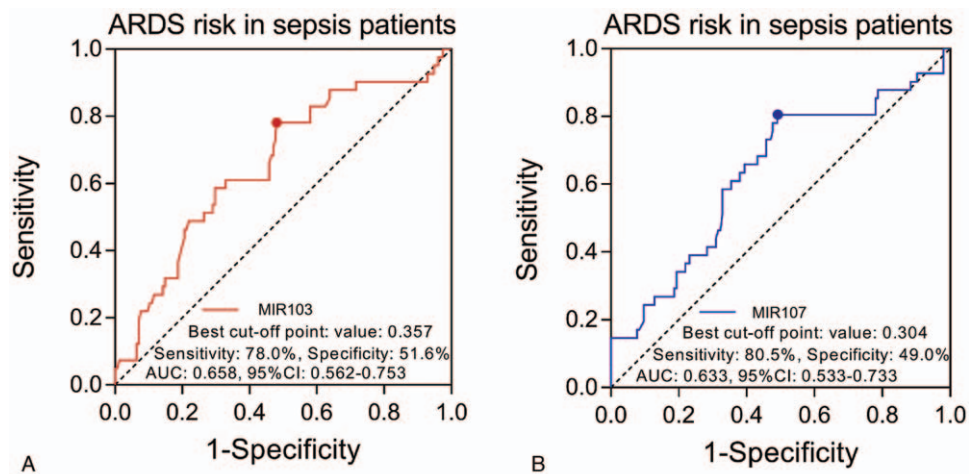 ARDS risk in sepsis patients
1.0
0.8
0.6
0.4
0.2
0.0
Sensitivity
MIR103
Best cut-off point: value: 0.357
Sensitivity: 78.0%, Specificity: 51.6%
AUC: 0.658, 95%CI: 0.562-0.753
0.0 0.2 0.4 0.6 0.8 1.0
1-Specificity
A
ARDS risk in sepsis patients
1.0
0.8
0.6
0.4
0.2
0.0
Sensitivity
MIR107
Best cut-off point: value: 0.304
Sensitivity: 80.5%, Specificity: 49.0%
AUC: 0.633, 95%CI: 0.533-0.733
0.0 0.2 0.4 0.6 0.8 1.0
1-Specificity
B